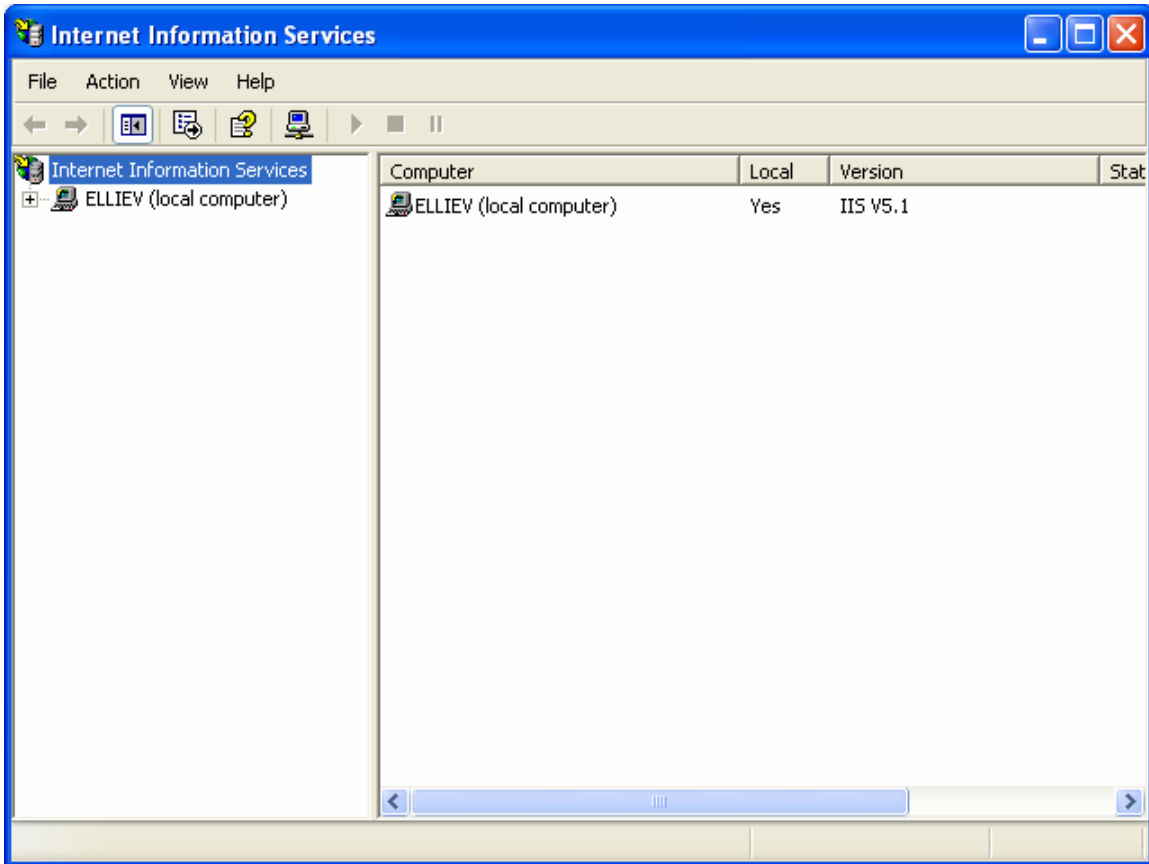 Internet Information Services
File Action View Help
Internet Information Services
ELLIEV (local computer)
Computer Local Version Stat
ELLIEV (local computer) Yes IIS V5.1